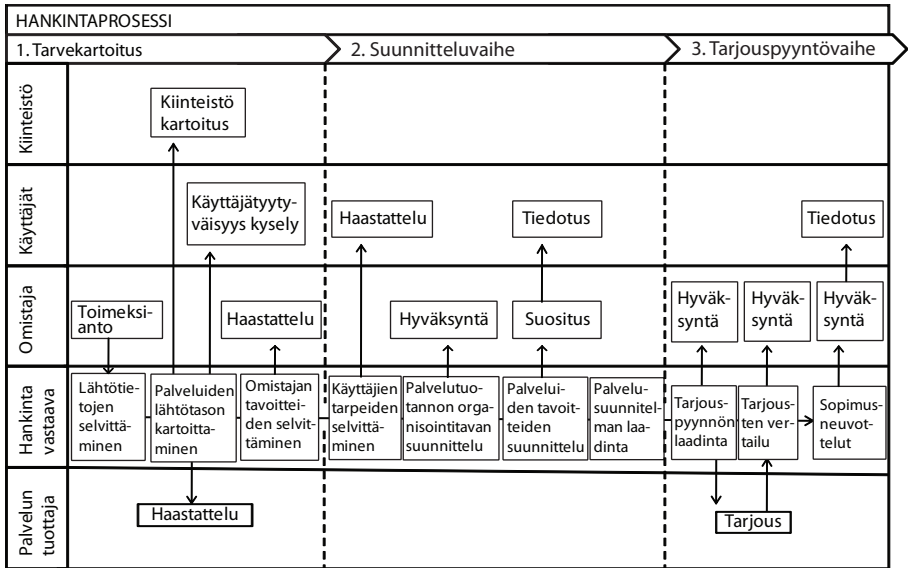 HANKINTAPROSESSI
1. Tarvekartoitus
2. Suunnitteluvaihe
3. Tarjouspyyntövaihe
Kiinteistö
Kiinteistö
kartoitus
Käyttäjät
Käyttäjätyyty-
väisyys kysely
Haastattelu
Tiedotus
Tiedotus
Omistaja
Toimeksi-
anto
Haastattelu
Hyväksyntä
Suositus
Hyväk-
syntä
Hyväk-
syntä
Hyväk-
syntä
Hankinta
vastaava
Lähtötie-
tojen
selvittä-
minen
Palveluiden
lähtötason
kartoitta-
minen
Omistajan
tavoittei-
den selvit-
täminen
Käyttäjien
tarpeiden
selvittä-
minen
Palvelutuo-
tannon orga-
nisointitavan
suunnittelu
Palvelui-
den tavoit-
teiden
suunnittelu
Palvelu-
suunnitel-
man laa-
dinta
Tarjous-
pyynnön
laadinta
Tarjous-
ten ver-
tailu
Sopimus-
neuvot-
telut
Palvelun
tuottaja
Haastattelu
Tarjous